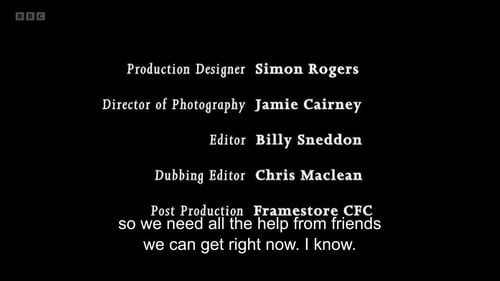 BBC
Production Designer Simon Rogers
Director of Photography Jamie Cairney
Editor Billy Sneddon
Dubbing Editor Chris Maclean
Post Production Framestore CFC
so we need all the help from friends
we can get right now. I know.